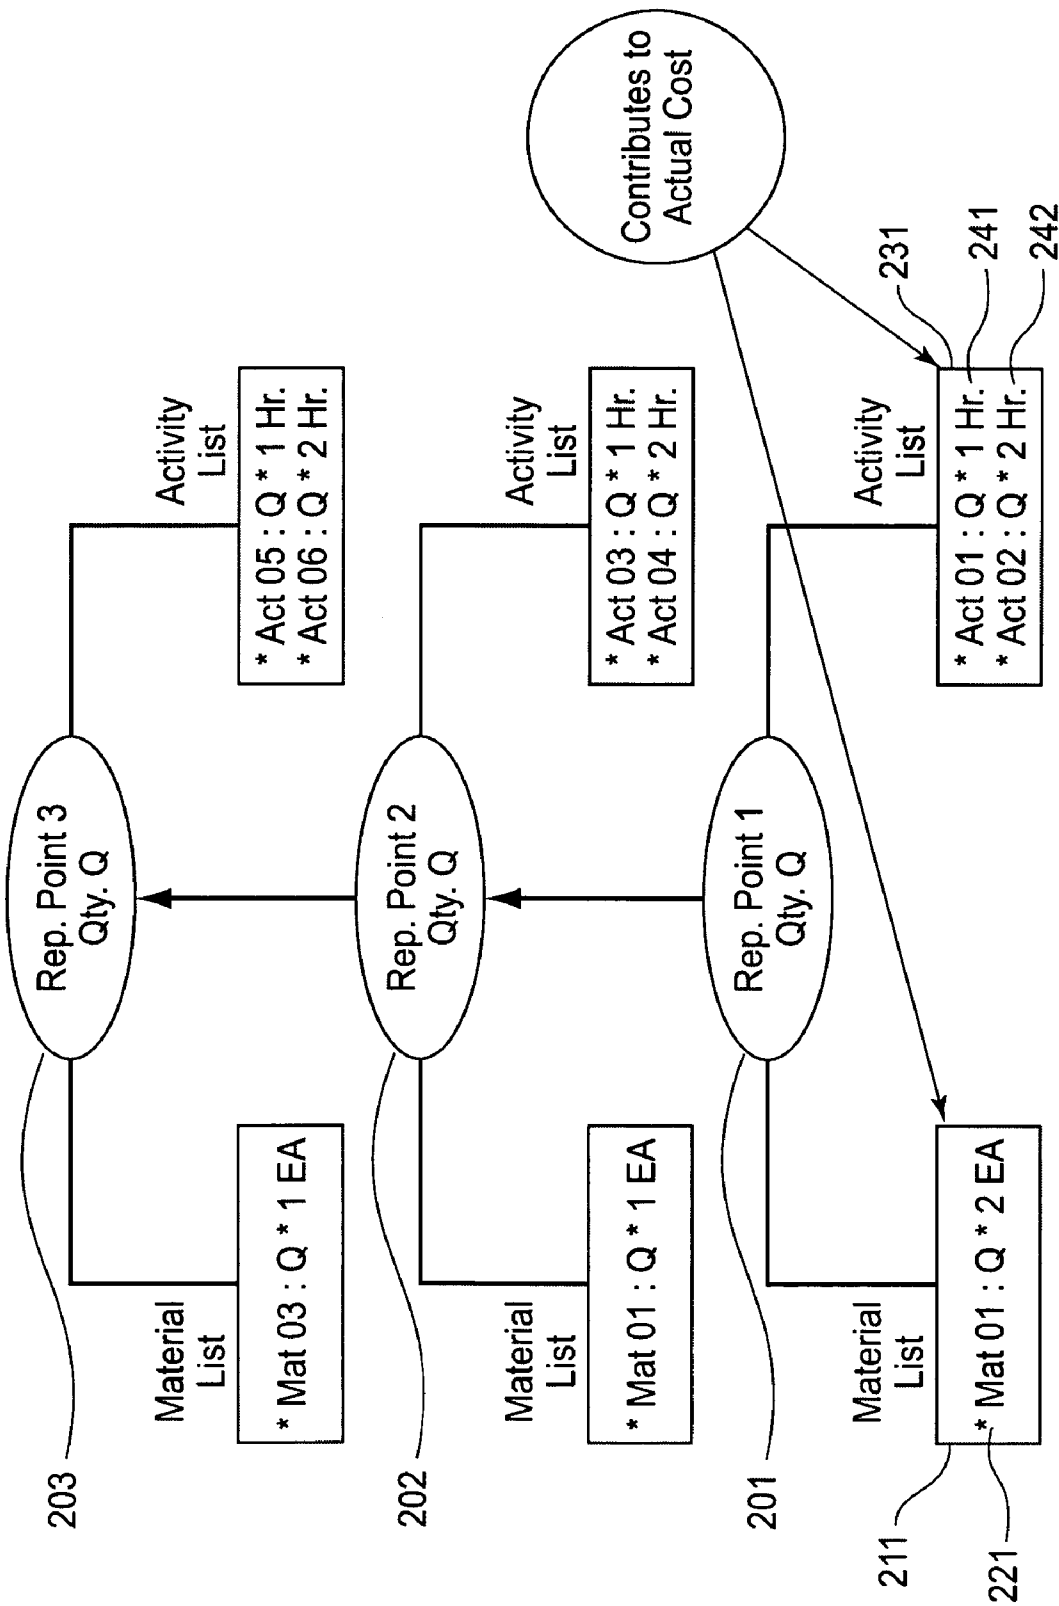 203
Rep. Point 3
Qty. Q
Material
List
* Mat 03 : Q * 1 EA
Activity
List
* Act 05 : Q * 1 Hr.
* Act 06 : Q * 2 Hr.
202
Rep. Point 2
Qty. Q
Material
List
* Mat 01 : Q * 1 EA
Activity
List
* Act 03 : Q * 1 Hr.
* Act 04 : Q * 2 Hr.
Contributes to
Actual Cost
201
Rep. Point 1
Qty. Q
Material
List
211
* Mat 01 : Q * 2 EA
221
Activity
List
231
* Act 01 : Q * 1 Hr.
241
* Act 02 : Q * 2 Hr.
242